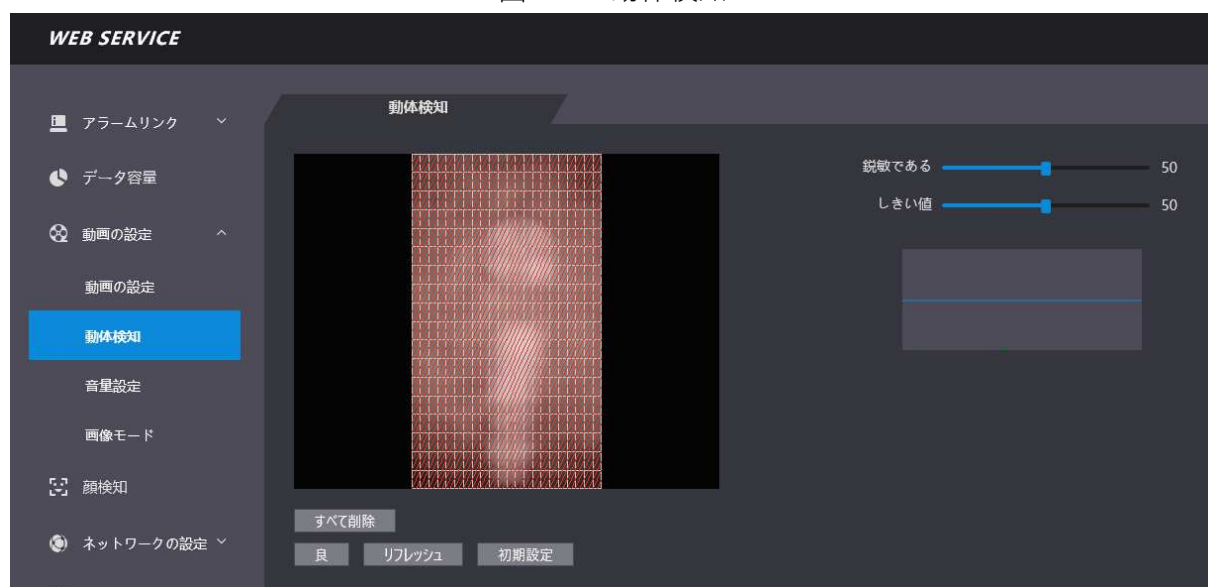 WEB SERVICE
アラームリンク
データ容量
動画の設定
動画の設定
動体検知
音量設定
画像モード
顔検知
ネットワークの設定
動体検知
鋭敏である 50
しきい値 50
すべて削除
良 リフレッシュ 初期設定